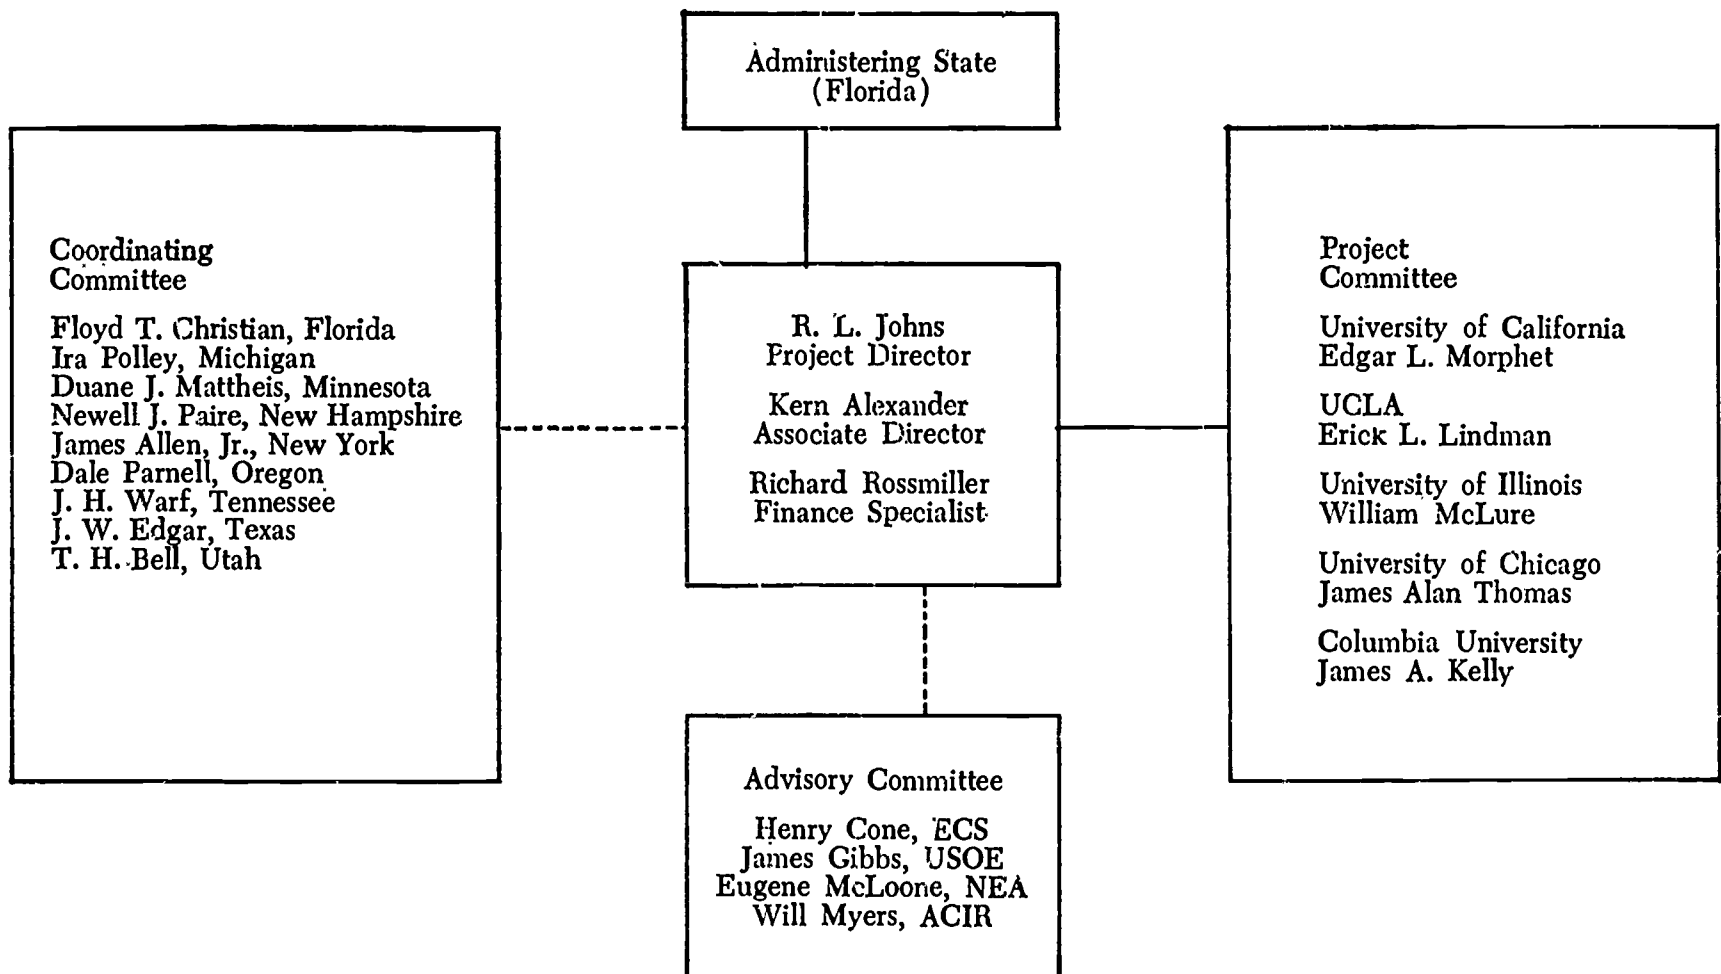 Administering State
(Florida)
Coordinating
Committee
Floyd T. Christian, Florida
Ira Polley, Michigan
Duane J. Mattheis, Minnesota
Newell J. Paire, New Hampshire
James Allen, Jr., New York
Dale Parnell, Oregon
J. H. Warf, Tennessee
J. W. Edgar, Texas
T. H. Bell, Utah
R. L. Johns
Project Director
Kern Alexander
Associate Director
Richard Rossmiller
Finance Specialist
Project
Committee
University of California
Edgar L. Morphet
UCLA
Erick L. Lindman
University of Illinois
William McLure
University of Chicago
James Alan Thomas
Columbia University
James A. Kelly
Advisory Committee
Henry Cone, ECS
James Gibbs, USOE
Eugene McLoone, NEA
Will Myers, ACIR